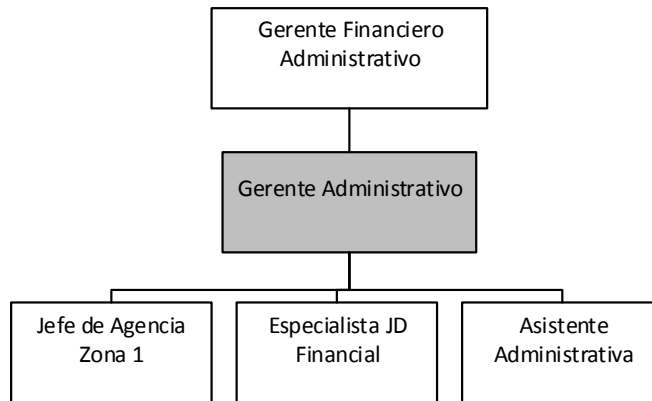 Gerente Financiero
Administrativo
Gerente Administrativo
Jefe de Agencia
Zona 1
Especialista JD
Financial
Asistente
Administrativa